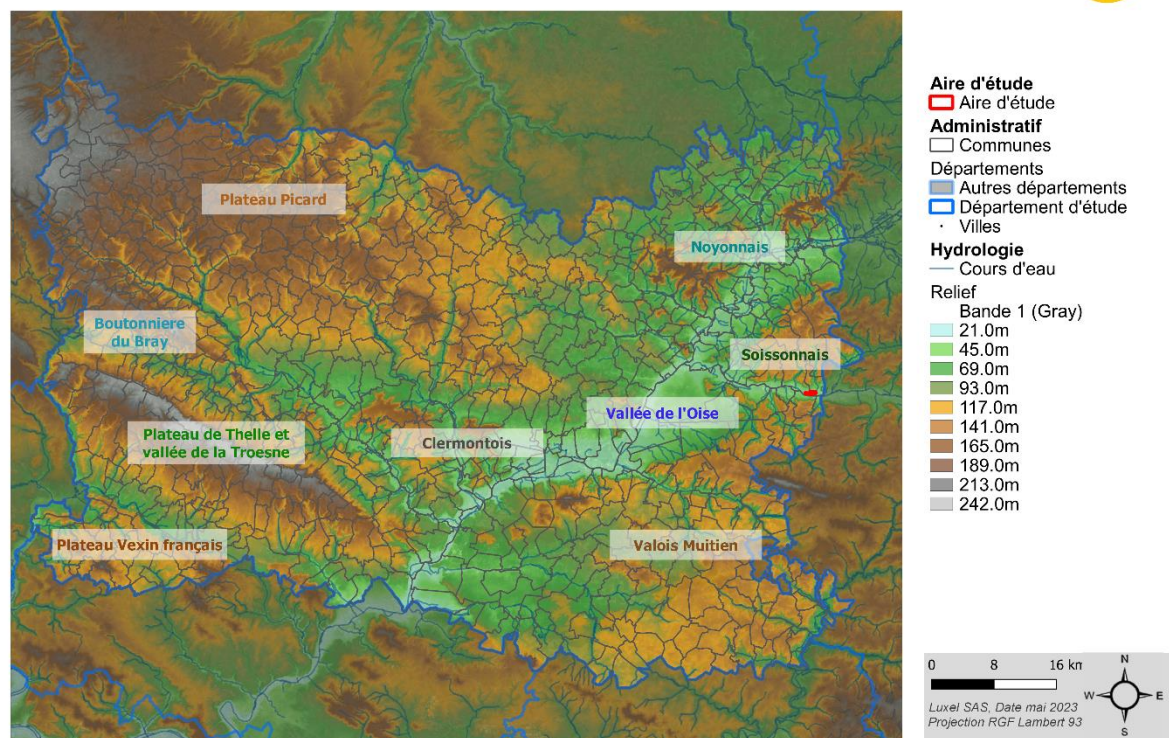 Plateau Picard
Noyonnais
Boutonniere
du Bray
Soissonnais
Vallée de l'Oise
Plateau de Thelle et
vallée de la Troesne
Clermontois
Plateau Vexin français
Valois Muitien
Aire d'étude
Aire d'étude
Administratif
Communes
Départements
Autres départements
Département d'étude
Villes
Hydrologie
Cours d'eau
Relief
Bande 1 (Gray)
21.0m
45.0m
69.0m
93.0m
117.0m
141.0m
165.0m
189.0m
213.0m
242.0m
0 8 16 km
N
W E
S
Luxel SAS, Date mai 2023
Projection RGF Lambert 93